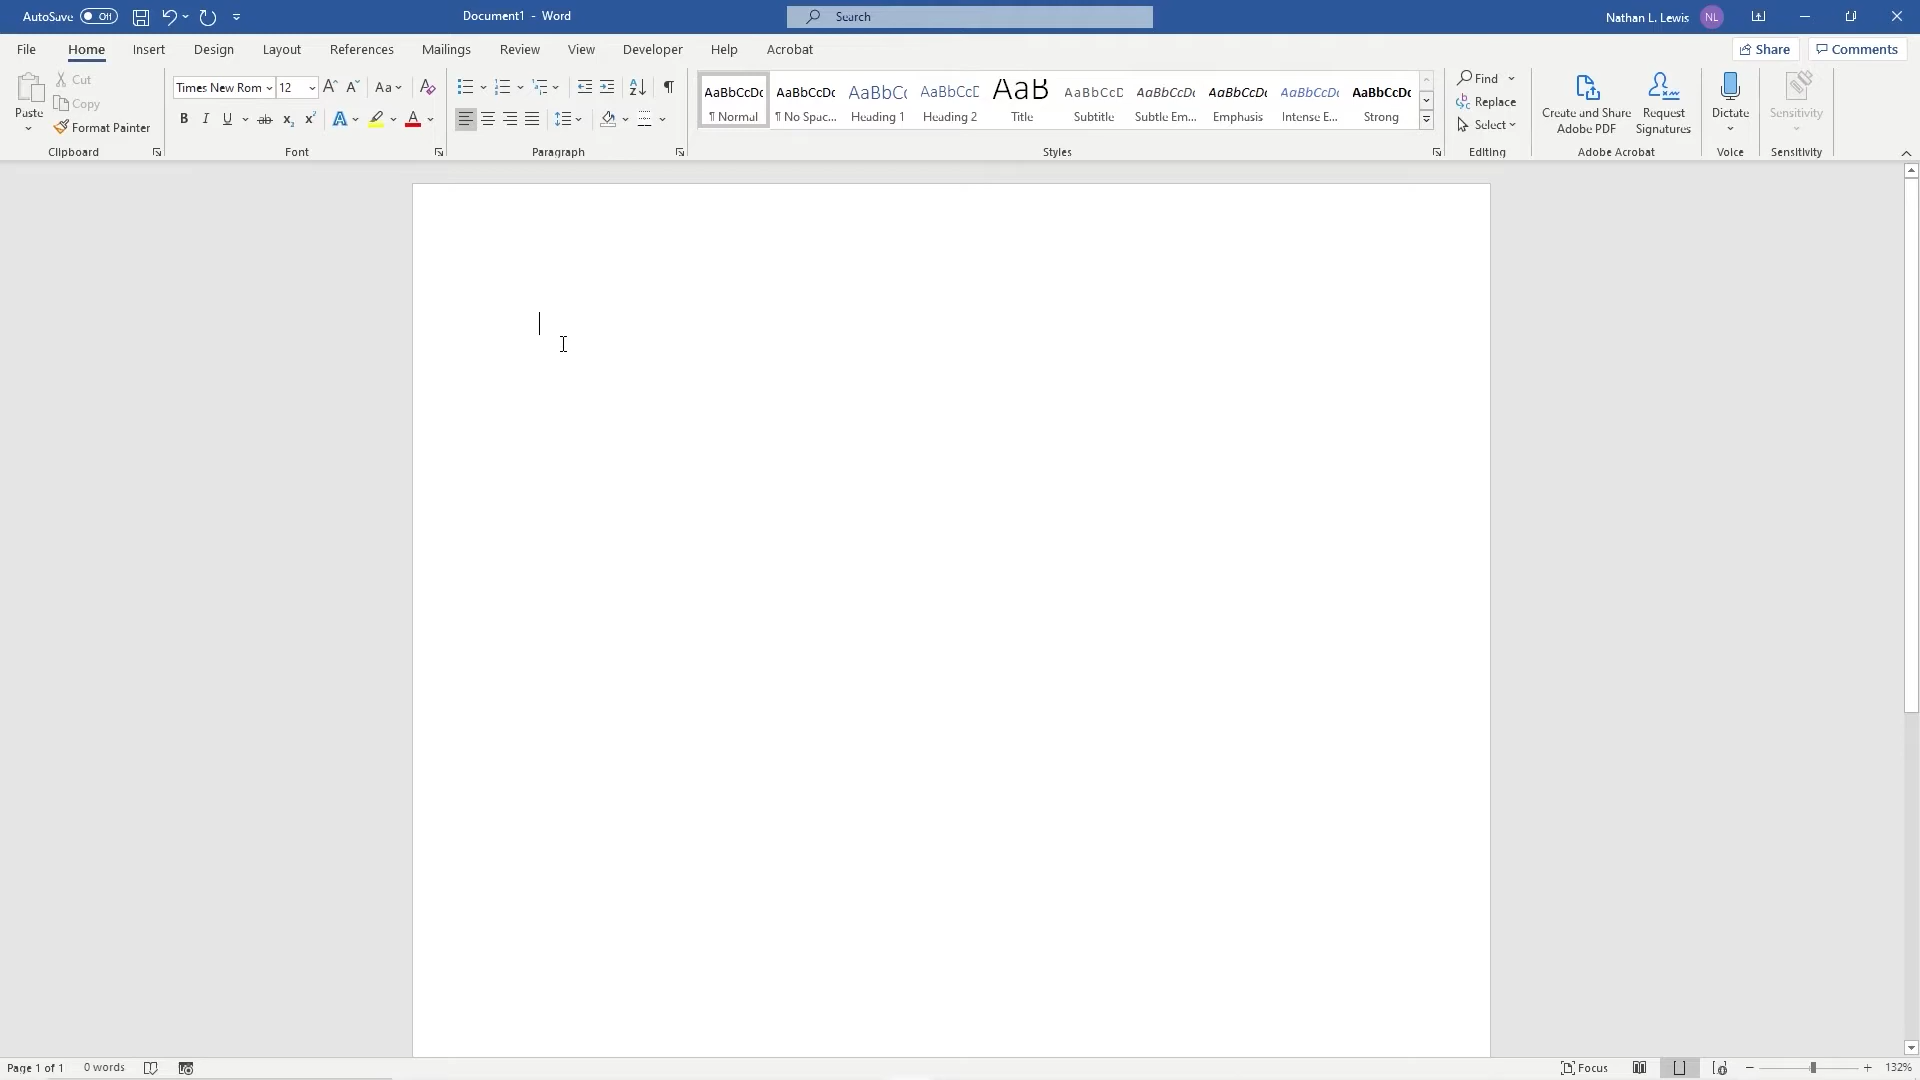 AutoSave Off Document1 - Word Search Nathan L. Lewis NL
File Home Insert Design Layout References Mailings Review View Developer Help Acrobat Share Comments
Paste Cut Copy Format Painter Clipboard
Times New Rom 12 Aa Font
Paragraph
AaBbCcDc AaBbCcDc AaBbCc AaBbCcD AaB AaBbCcD AaBbCcDc AaBbCcDc AaBbCcDc AaBbCcDc
¶ Normal ¶ No Spac... Heading 1 Heading 2 Title Subtitle Subtle Em... Emphasis Intense E... Strong
Styles
Find
Replace
Select
Editing
Create and Share Adobe PDF
Request Signatures
Adobe Acrobat
Dictate
Voice
Sensitivity
Sensitivity
Page 1 of 1 0 words Focus 132%